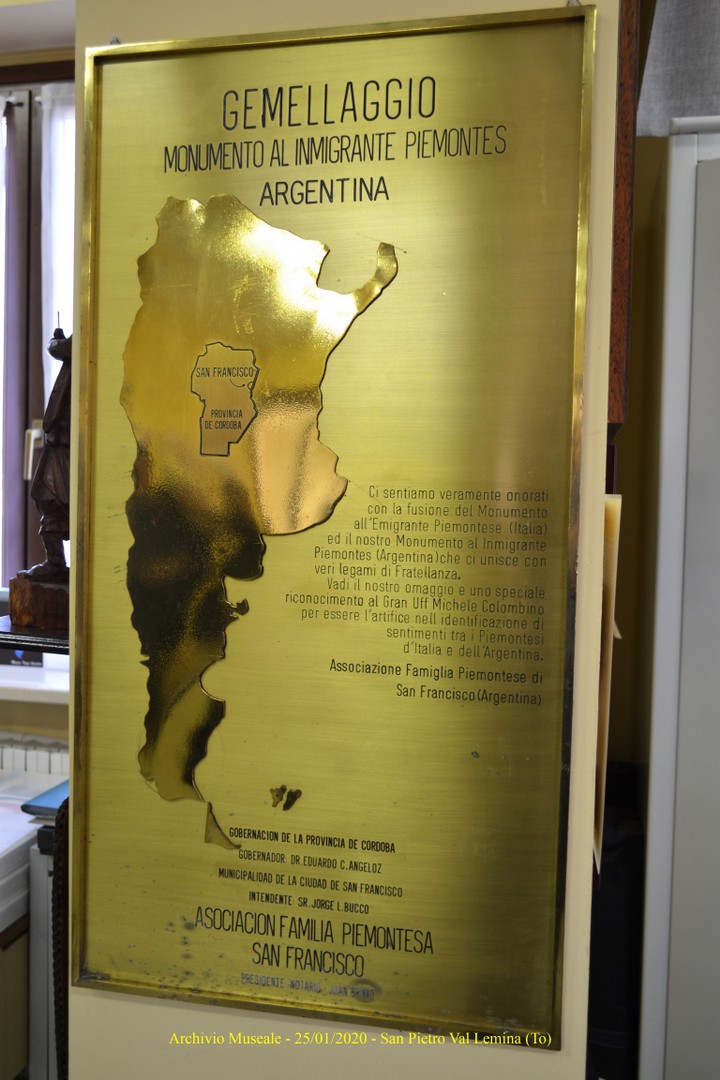 GEMELLAGGIO
MONUMENTO AL INMIGRANTE PIEMONTES
ARGENTINA
SAN FRANCISCO
PROVINCIA
DE CORDOBA
Ci sentiamo veramente onorati
con la fusione del Monumento
all'Emigrante Piemontese (Italia)
ed il nostro Monumento al Inmigrante
Piemontes (Argentina)che ci unisce con
veri legami di Fratellanza.
Vadi il nostro omaggio e uno speciale
riconocimento al Gran Uff Michele Colombino
per essere l'artifice nell identificazione di
sentimenti tra i Piemontesi
d'Italia e dell'Argentina.
Associazione Famiglia Piemontese di
San Francisco(Argentina)
GOBERNACION DE LA PROVINCIA DE CORDOBA
GOBERNADOR DR.EDUARDO C.ANGELOZ
MUNICIPALIDAD DE LA CIUDAD DE SAN FRANCISCO
INTENDENTE SR.JORGE L.BUCCO
ASOCIACION FAMILIA PIEMONTESA
SAN FRANCISCO
PRESIDENTE NOTARIO JUAN
Archivio Museale - 25/01/2020 - San Pietro Val Lemina (To)